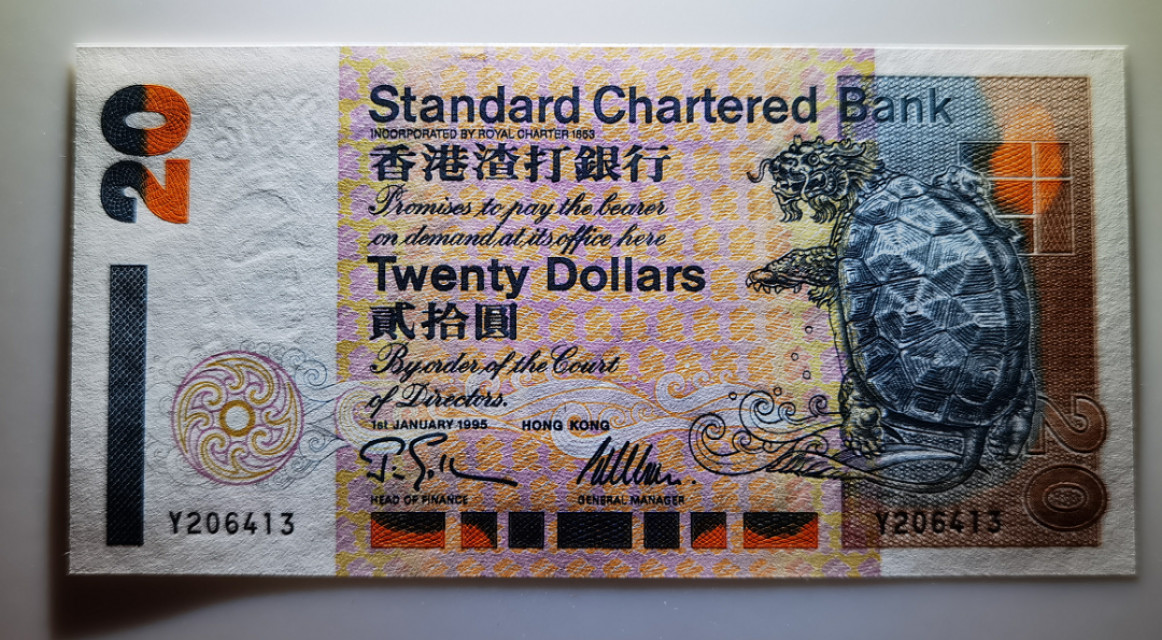 20
Standard Chartered Bank
INCORPORATED BY ROYAL CHARTER 1853
香港渣打銀行
Promises to pay the bearer
on demand at its office here
Twenty Dollars
貳拾圓
By order of the Court
of Directors.
1st JANUARY 1995 HONG KONG
HEAD OF FINANCE GENERAL MANAGER
Y206413 Y206413
20